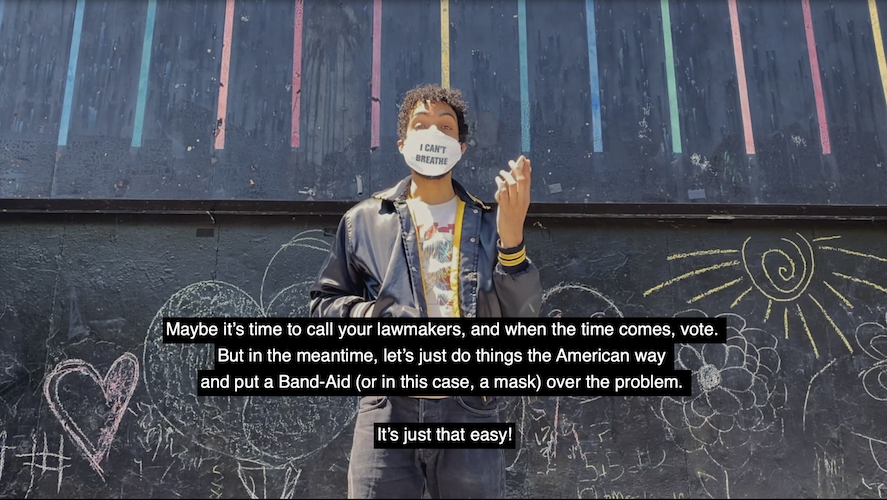 I CAN'T
BREATHE
Maybe it's time to call your lawmakers, and when the time comes, vote.
But in the meantime, let's just do things the American way
and put a Band-Aid (or in this case, a mask) over the problem.
It's just that easy!